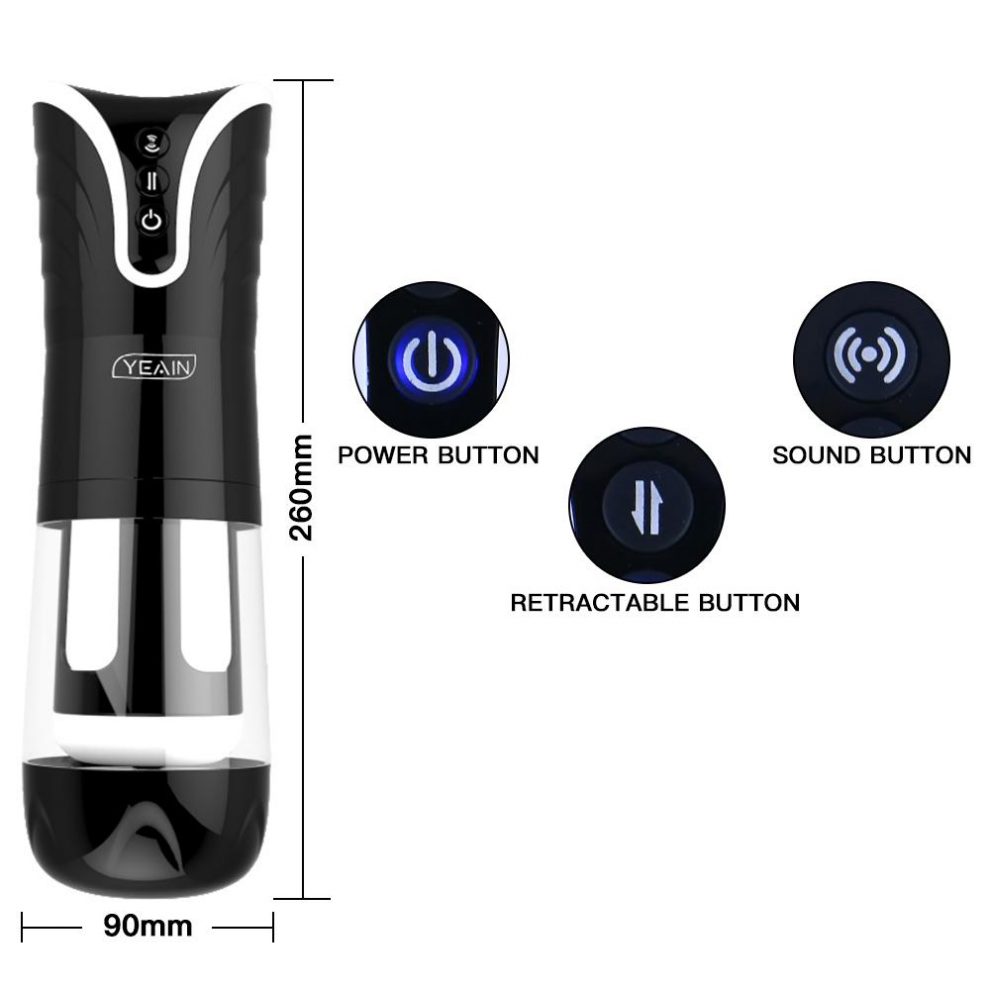 YEAIN
260mm
POWER BUTTON
SOUND BUTTON
RETRACTABLE BUTTON
90mm